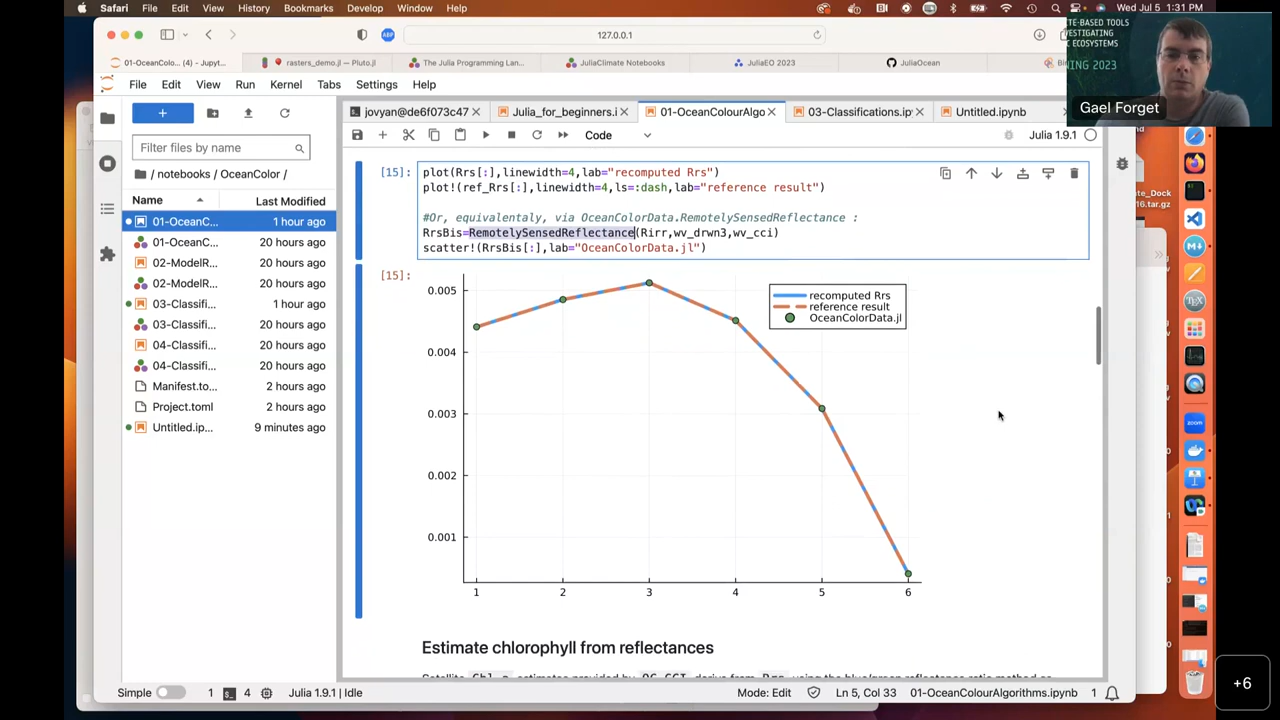 Safari File Edit View History Bookmarks Develop Window Help Wed Jul 5 1:31 PM
ABP 127.0.0.1
01-OceanColo... (4) - Jupyt... rasters_demo.jl — Pluto.jl The Julia Programming Lan... JuliaClimate Notebooks JuliaEO 2023 JuliaOcean
File Edit View Run Kernel Tabs Settings Help
jovyan@de6f073c47 Julia_for_beginners.i 01-OceanColourAlgo 03-Classifications.ip Untitled.ipynb
Code Julia 1.9.1
Filter files by name
/ notebooks / OceanColor /
Name Last Modified
01-OceanC... 1 hour ago
01-OceanC... 20 hours ago
02-ModelR... 20 hours ago
02-ModelR... 20 hours ago
03-Classifi... 1 hour ago
03-Classifi... 20 hours ago
04-Classifi... 20 hours ago
04-Classifi... 20 hours ago
Manifest.to... 2 hours ago
Project.toml 2 hours ago
Untitled.ip... 9 minutes ago
[15]:
plot(Rrs[:],linewidth=4,lab="recomputed Rrs")
plot!(ref_Rrs[:],linewidth=4,ls=:dash,lab="reference result")
#Or, equivalentaly, via OceanColorData.RemotelySensedReflectance :
RrsBis=RemotelySensedReflectance(Rirr,wv_drwn3,wv_cci)
scatter!(RrsBis[:],lab="OceanColorData.jl")
[15]:
recomputed Rrs
reference result
OceanColorData.jl
0.005
0.004
0.003
0.002
0.001
1 2 3 4 5 6
Estimate chlorophyll from reflectances
Simple 1 4 Julia 1.9.1 | Idle Mode: Edit Ln 5, Col 33 01-OceanColourAlgorithms.ipynb 1
TE-BASED TOOLS
VESTIGATING
C ECOSYSTEMS
NING 2023
Gael Forget
zoom
+6